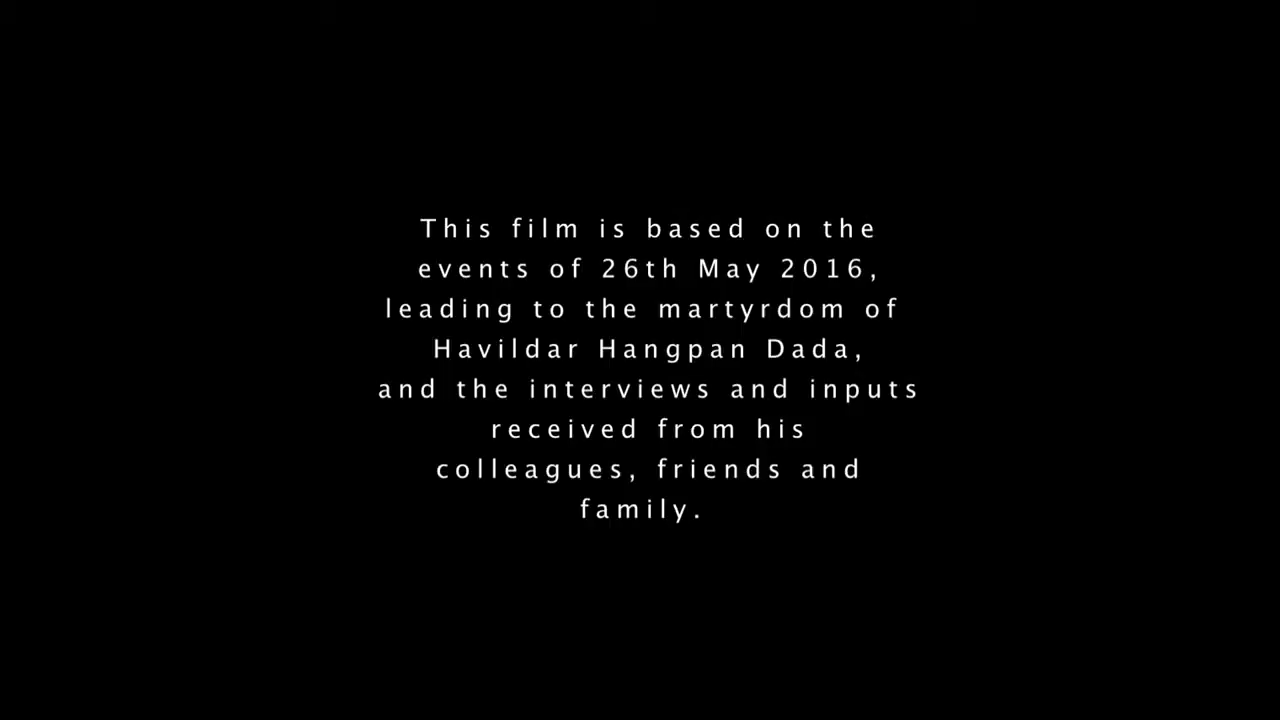 This film is based on the
events of 26th May 2016,
leading to the martyrdom of
Havildar Hangpan Dada,
and the interviews and inputs
received from his
colleagues, friends and
family.